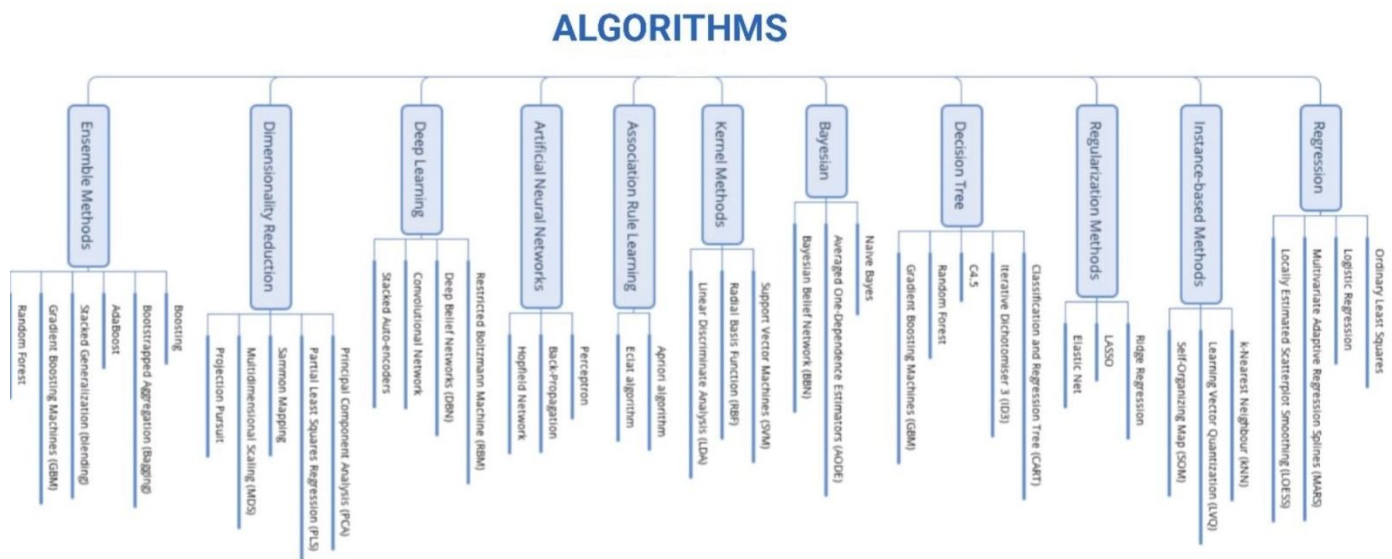 ALGORITHMS
Regression
Ordinary Least Squares
Logistic Regression
Multivariate Adaptive Regression Splines (MARS)
Locally Estimated Scatterplot Smoothing (LOESS)
Instance-based Methods
k-Nearest Neighbour (kNN)
Learning Vector Quantization (LVQ)
Self-Organizing Map (SOM)
Regularization Methods
Ridge Regression
LASSO
Elastic Net
Decision Tree
Classification and Regression Tree (CART)
Iterative Dichotomiser 3 (ID3)
C4.5
Random Forest
Gradient Boosting Machines (GBM)
Bayesian
Naive Bayes
Averaged One-Dependence Estimators (AODE)
Bayesian Belief Network (BBN)
Kernel Methods
Support Vector Machines (SVM)
Radial Basis Function (RBF)
Linear Discriminate Analysis (LDA)
Association Rule Learning
Apriori algorithm
Eclat algorithm
Artificial Neural Networks
Perceptron
Back-Propagation
Hopfield Network
Deep Learning
Restricted Boltzmann Machine (RBM)
Deep Belief Networks (DBN)
Convolutional Network
Stacked Auto-encoders
Dimensionality Reduction
Principal Component Analysis (PCA)
Partial Least Squares Regression (PLS)
Sammon Mapping
Multidimensional Scaling (MDS)
Projection Pursuit
Ensemble Methods
Boosting
Bootstrapped Aggregation (Bagging)
AdaBoost
Stacked Generalization (blending)
Gradient Boosting Machines (GBM)
Random Forest